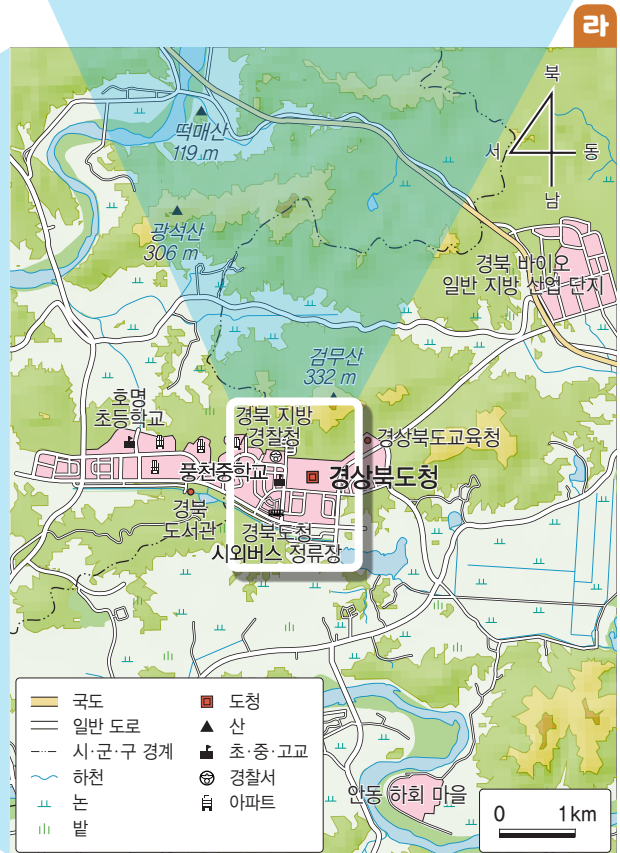 라
북
서 동
남
떡매산
119 m
광석산
306 m
경북 바이오
일반 지방 산업 단지
검무산
332 m
호명
초등학교
경북 지방
경찰청
경상북도교육청
풍천중학교
경상북도청
경북
도서관
경북도청
시외버스 정류장
국도
일반 도로
시·군·구 경계
하천
논
밭
도청
산
초·중·고교
경찰서
아파트
안동 하회 마을
0 1km